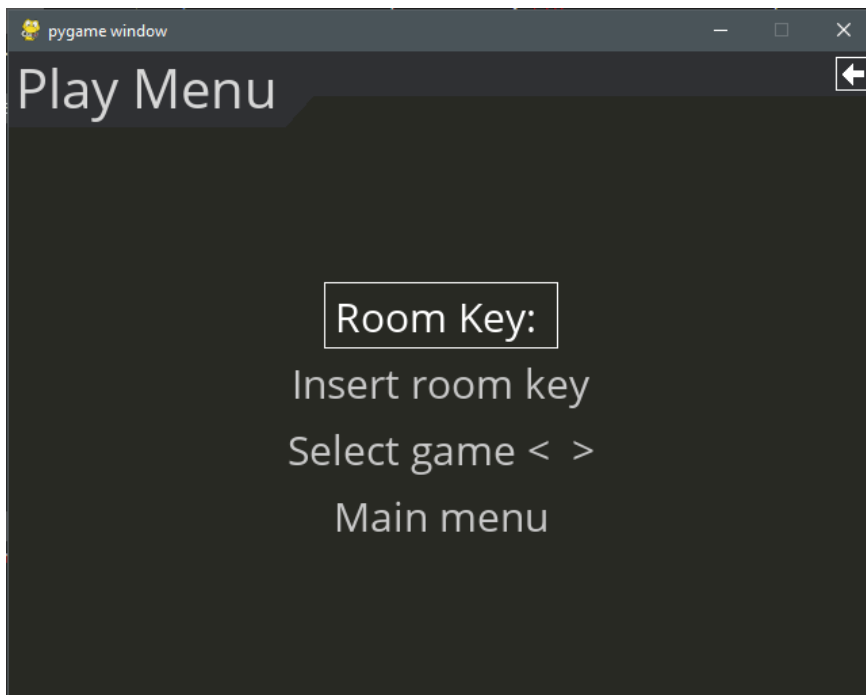 pygame window
Play Menu
Room Key:
Insert room key
Select game < >
Main menu